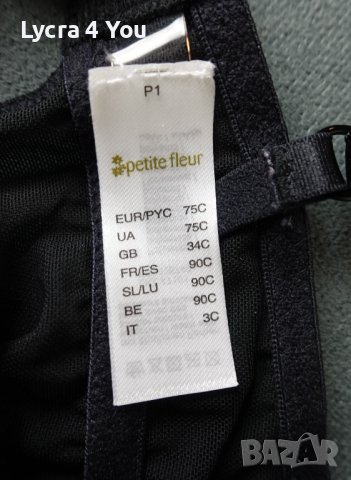 Lycra 4 You
P1
petite fleur
EUR/PYC 75C
UA 75C
GB 34C
FR/ES 90C
SL/LU 90C
BE 90C
IT 3C
BAZAR